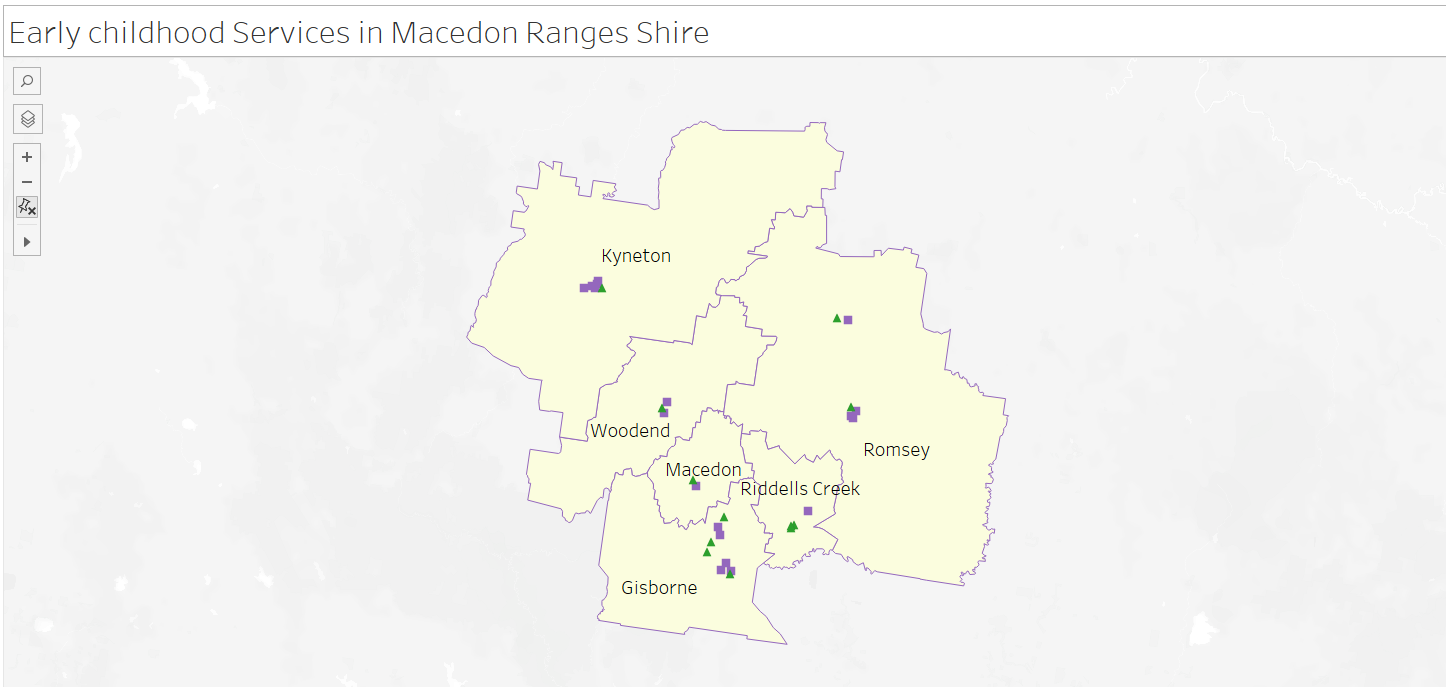 Early childhood Services in Macedon Ranges Shire
Kyneton
Woodend
Romsey
Macedon
Riddells Creek
Gisborne